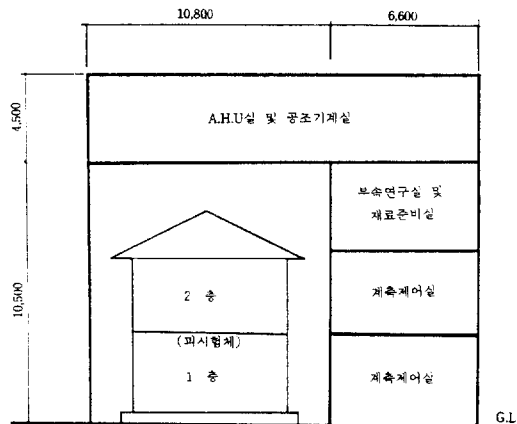 10,800
6,600
4,500
A.H.U실 및 공조기계실
부속연구실 및
재료준비실
10,500
2 층
계측제어실
(피시험체)
1 층
계측제어실
G.L